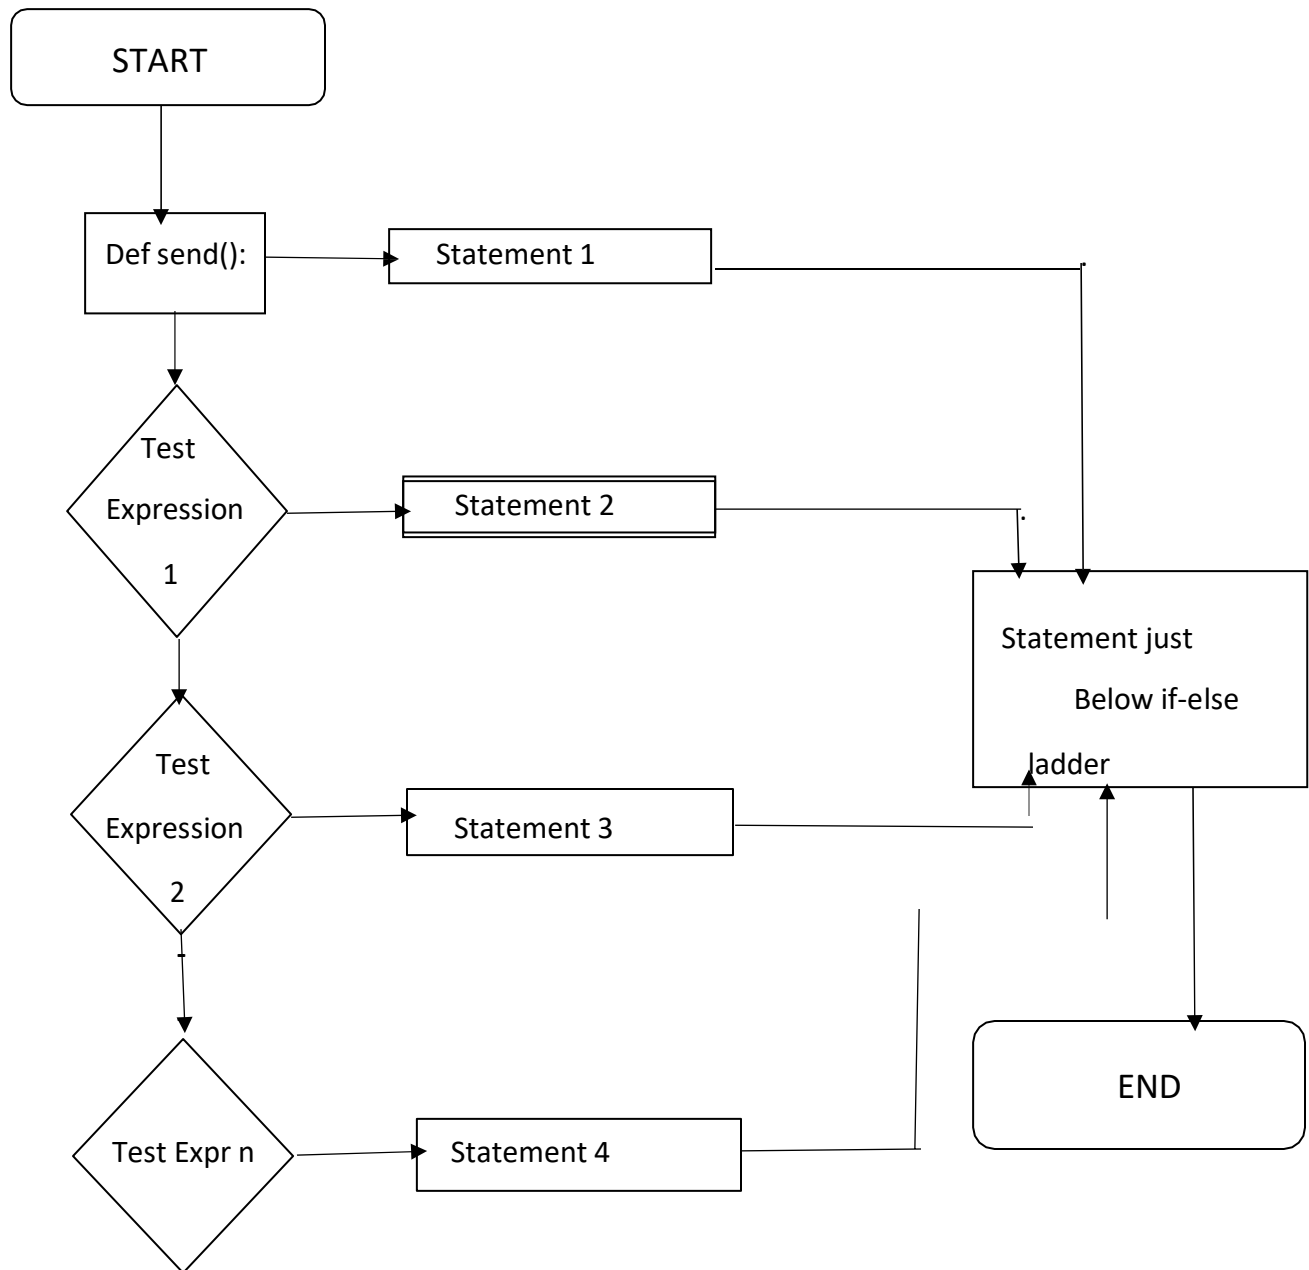 START
Def send():
Statement 1
Test
Expression
1
Statement 2
Statement just
Below if-else
ladder
Test
Expression
2
Statement 3
END
Test Expr n
Statement 4